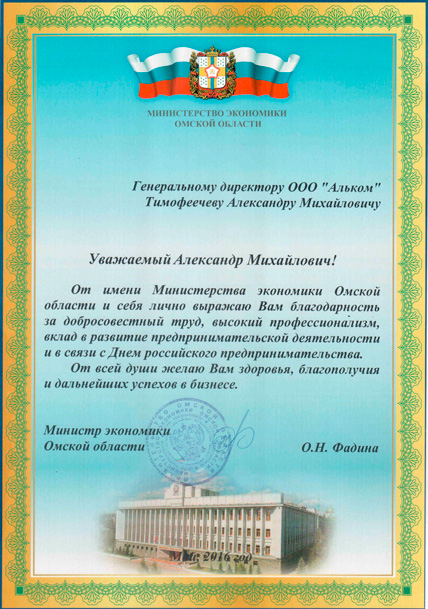 МИНИСТЕРСТВО ЭКОНОМИКИ
ОМСКОЙ ОБЛАСТИ
Генеральному директору ООО "Альком"
Тимофеечеву Александру Михайловичу
Уважаемый Александр Михайлович!
От имени Министерства экономики Омской
области и себя лично выражаю Вам благодарность
за добросовестный труд, высокий профессионализм,
вклад в развитие предпринимательской деятельности
и в связи с Днем российского предпринимательства.
От всей души желаю Вам здоровья, благополучия
и дальнейших успехов в бизнесе.
Министр экономики
Омской области
О.Н. Фадина
2016 год